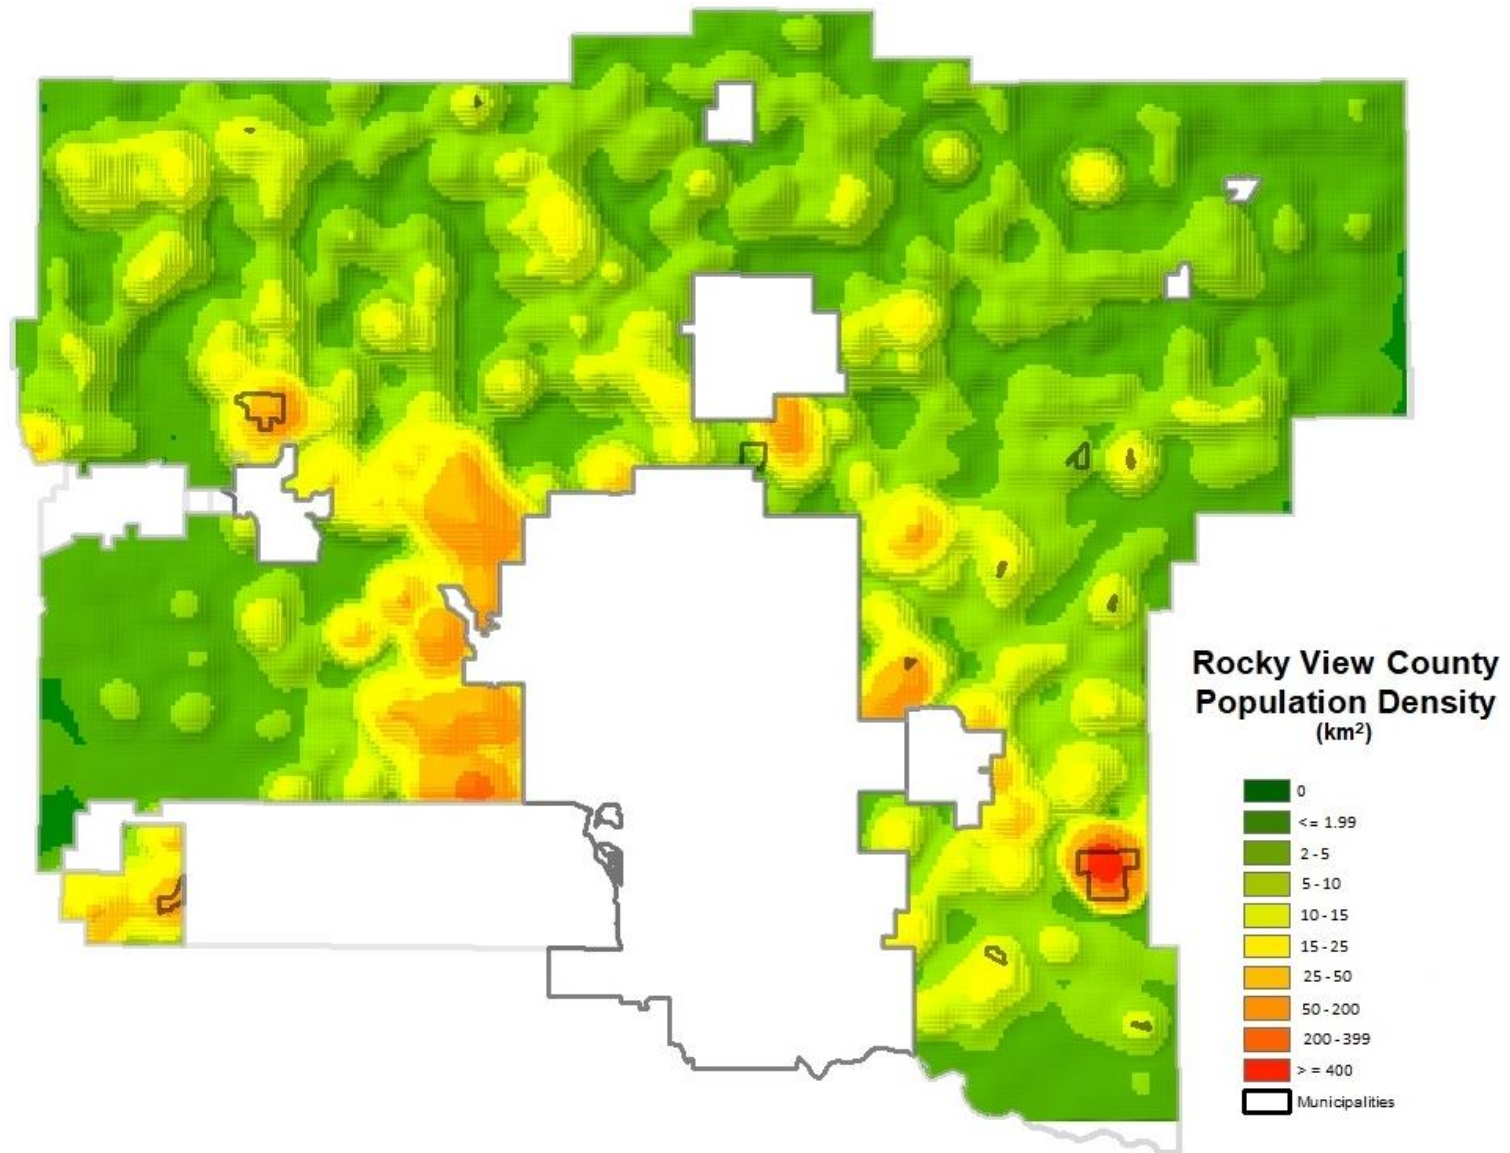 Rocky View County
Population Density
(km²)
0
<= 1.99
2 - 5
5 - 10
10 - 15
15 - 25
25 - 50
50 - 200
200 - 399
> = 400
Municipalities